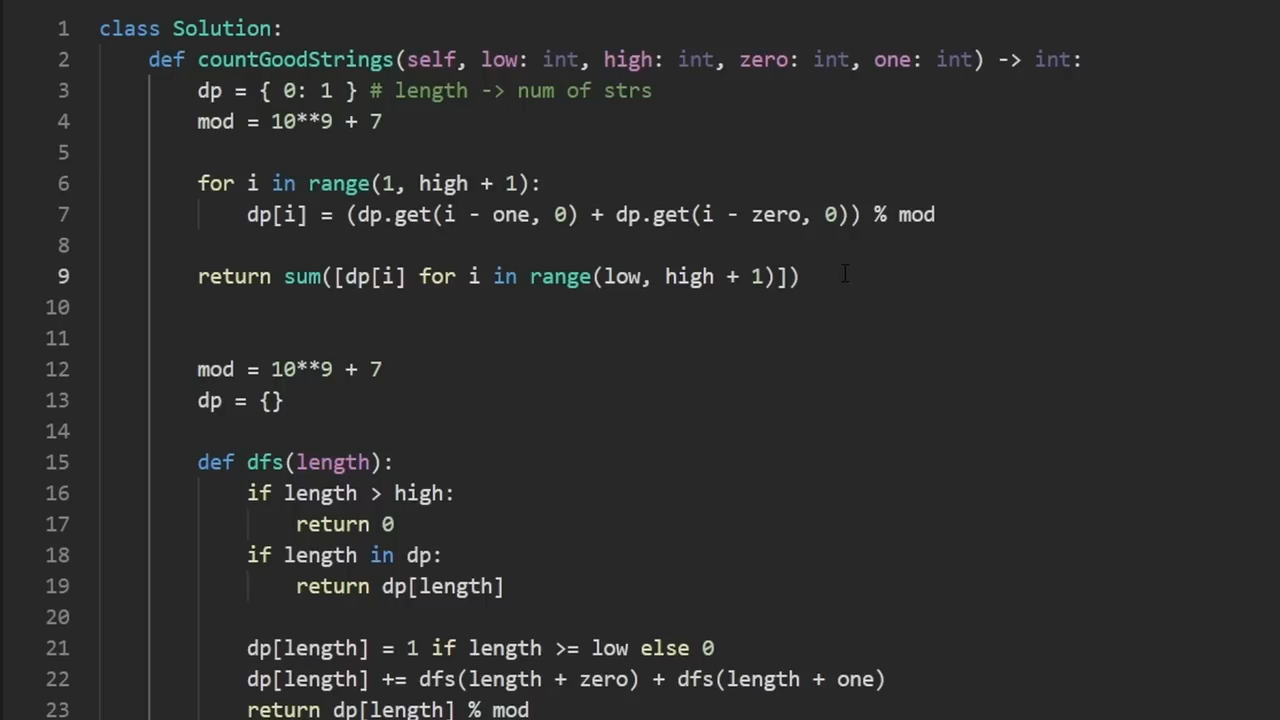 1 class Solution:
2 def countGoodStrings(self, low: int, high: int, zero: int, one: int) -> int:
3 dp = { 0: 1 } # length -> num of strs
4 mod = 10**9 + 7
5
6 for i in range(1, high + 1):
7 dp[i] = (dp.get(i - one, 0) + dp.get(i - zero, 0)) % mod
8
9 return sum([dp[i] for i in range(low, high + 1)])
10
11
12 mod = 10**9 + 7
13 dp = {}
14
15 def dfs(length):
16 if length > high:
17 return 0
18 if length in dp:
19 return dp[length]
20
21 dp[length] = 1 if length >= low else 0
22 dp[length] += dfs(length + zero) + dfs(length + one)
23 return dp[length] % mod